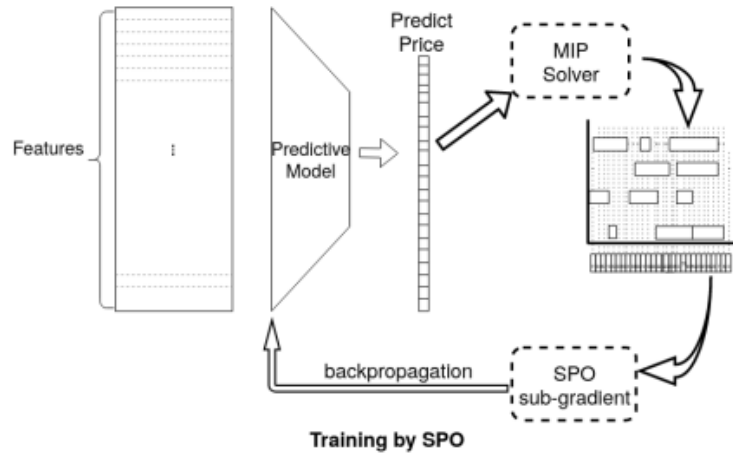 Predict
Price
MIP
Solver
Features
Predictive
Model
backpropagation
SPO
sub-gradient
Training by SPO